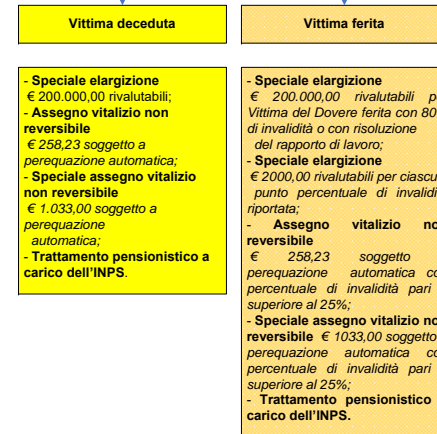 Vittima deceduta
- Speciale elargizione
€ 200.000,00 rivalutabili;
- Assegno vitalizio non
reversibile
€ 258,23 soggetto a
perequazione automatica;
- Speciale assegno vitalizio
non reversibile
€ 1.033,00 soggetto a
perequazione
automatica;
- Trattamento pensionistico a
carico dell'INPS.
Vittima ferita
- Speciale elargizione
€ 200.000,00 rivalutabili
Vittima del Dovere ferita con 80
di invalidità o con risoluzione
del rapporto di lavoro;
- Speciale elargizione
€ 2000,00 rivalutabili per
punto percentuale di
riportata;
- Assegno vitalizio
reversibile
€ 258,23 soggetto
perequazione automatica
percentuale di invalidità pari
superiore al 25%;
- Speciale assegno vitalizio
reversibile € 1033,00 soggetto
perequazione automatica
percentuale di invalidità pari
superiore al 25%;
- Trattamento pensionistico
carico dell'INPS.